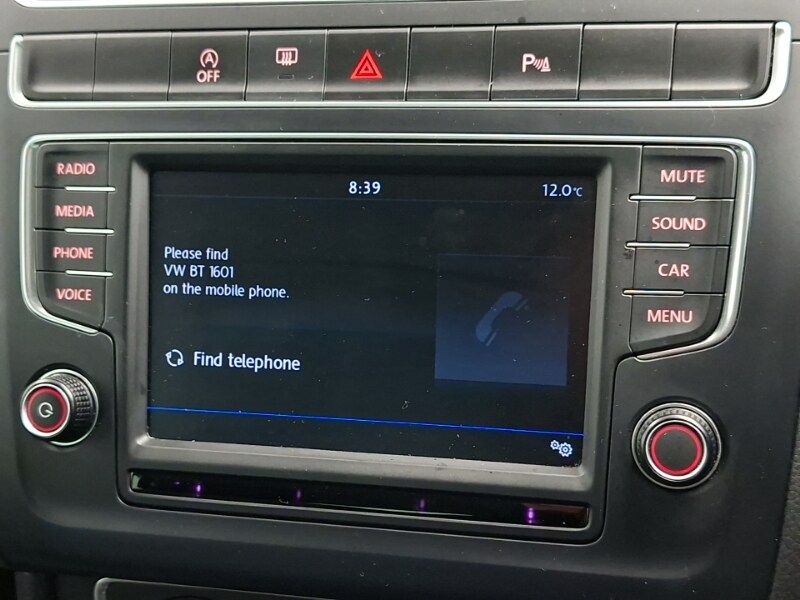 A OFF
P
RADIO
MEDIA
PHONE
VOICE
8:39 12.0°C
Please find
VW BT 1601
on the mobile phone.
Find telephone
MUTE
SOUND
CAR
MENU